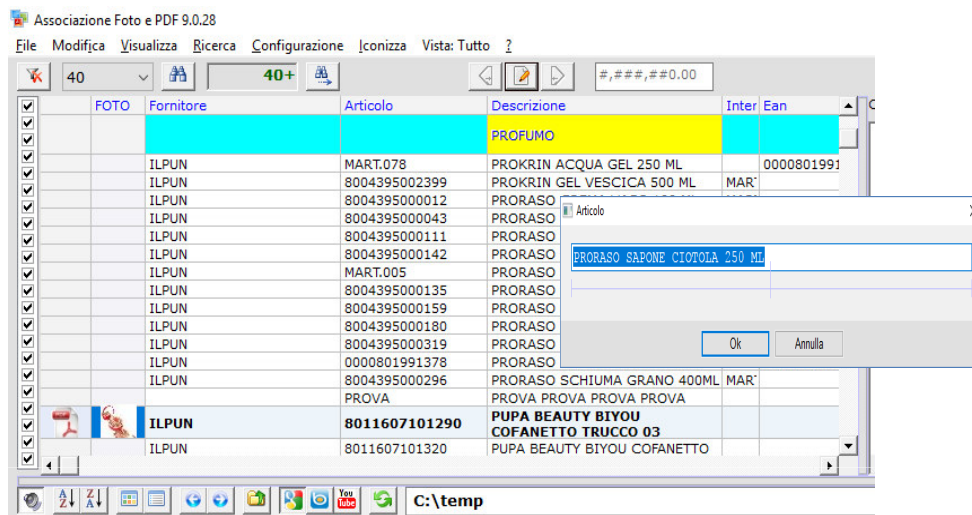 Associazione Foto e PDF 9.0.28
File Modifica Visualizza Ricerca Configurazione Iconizza Vista: Tutto ?
40 40+ #,###,##0.00
FOTO Fornitore Articolo Descrizione Inter Ean
PROFUMO
ILPUN MART.078 PROKRIN ACQUA GEL 250 ML 0000801991
ILPUN 8004395002399 PROKRIN GEL VESCICA 500 ML MAR
ILPUN 8004395000012 PRORASO
Articolo
ILPUN 8004395000043 PRORASO
ILPUN 8004395000111 PRORASO
ILPUN 8004395000142 PRORASO
PRORASO SAPONE CIOTOLA 250 ML
ILPUN MART.005 PRORASO
ILPUN 8004395000135 PRORASO
ILPUN 8004395000159 PRORASO
ILPUN 8004395000180 PRORASO
ILPUN 8004395000319 PRORASO
Ok Annulla
ILPUN 0000801991378 PRORASO
ILPUN 8004395000296 PRORASO SCHIUMA GRANO 400ML MAR
PROVA PROVA PROVA PROVA PROVA
ILPUN 8011607101290 PUPA BEAUTY BIYOU
COFANETTO TRUCCO 03
ILPUN 8011607101320 PUPA BEAUTY BIYOU COFANETTO
A Z Z A You Tube C:\temp